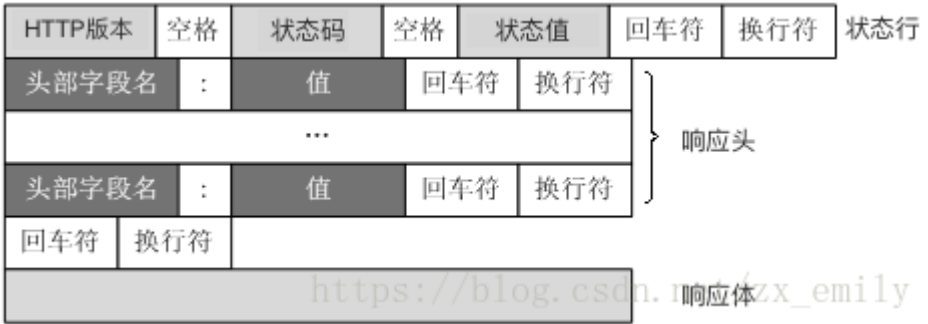 HTTP版本 空格 状态码 空格 状态值 回车符 换行符 状态行
头部字段名 : 值 回车符 换行符
... 响应头
头部字段名 : 值 回车符 换行符
回车符 换行符
https://blog.csdn.net/zx_emily 响应体